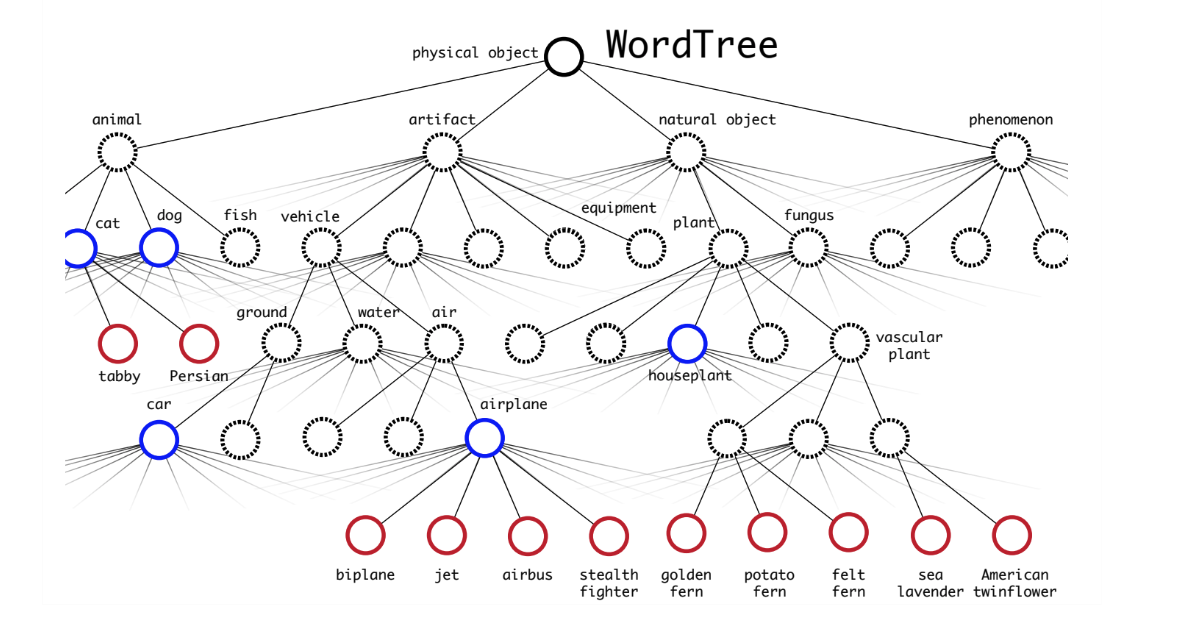 physical object
WordTree
animal
artifact
natural object
phenomenon
cat
dog
fish
vehicle
equipment
plant
fungus
ground
water
air
vascular
plant
tabby
Persian
houseplant
car
airplane
biplane
jet
airbus
stealth
fighter
golden
fern
potato
fern
felt
fern
sea
lavender
American
twinflower